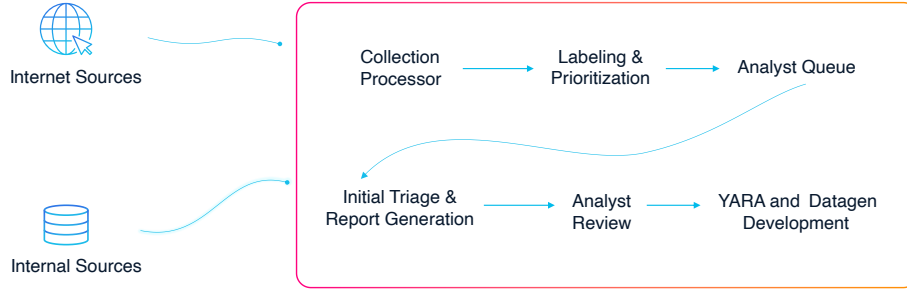 Internet Sources
Collection
Processor
Labeling &
Prioritization
Analyst Queue
Initial Triage &
Report Generation
Analyst
Review
YARA and  Datagen
Development
Internal Sources